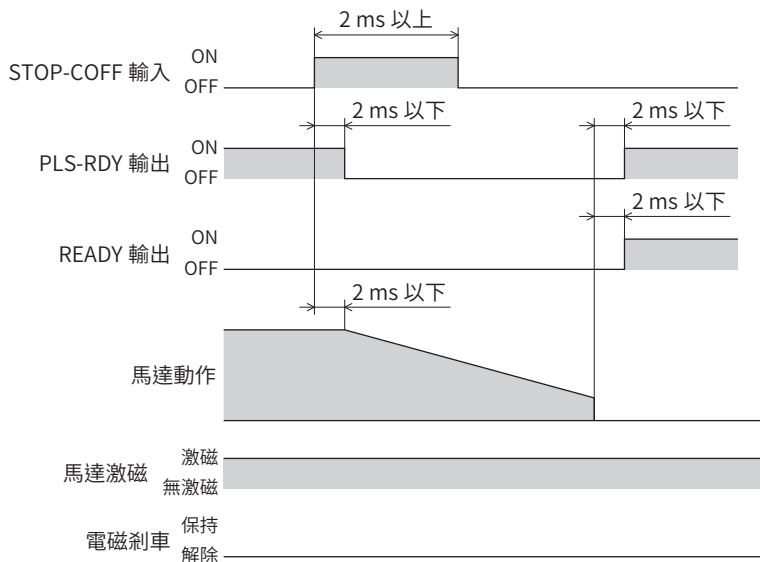 2 ms 以上
STOP-COFF 輸入
ON
OFF
2 ms 以下
2 ms 以下
PLS-RDY 輸出
ON
OFF
2 ms 以下
READY 輸出
ON
OFF
2 ms 以下
馬達動作
馬達激磁
激磁
無激磁
電磁剎車
保持
解除